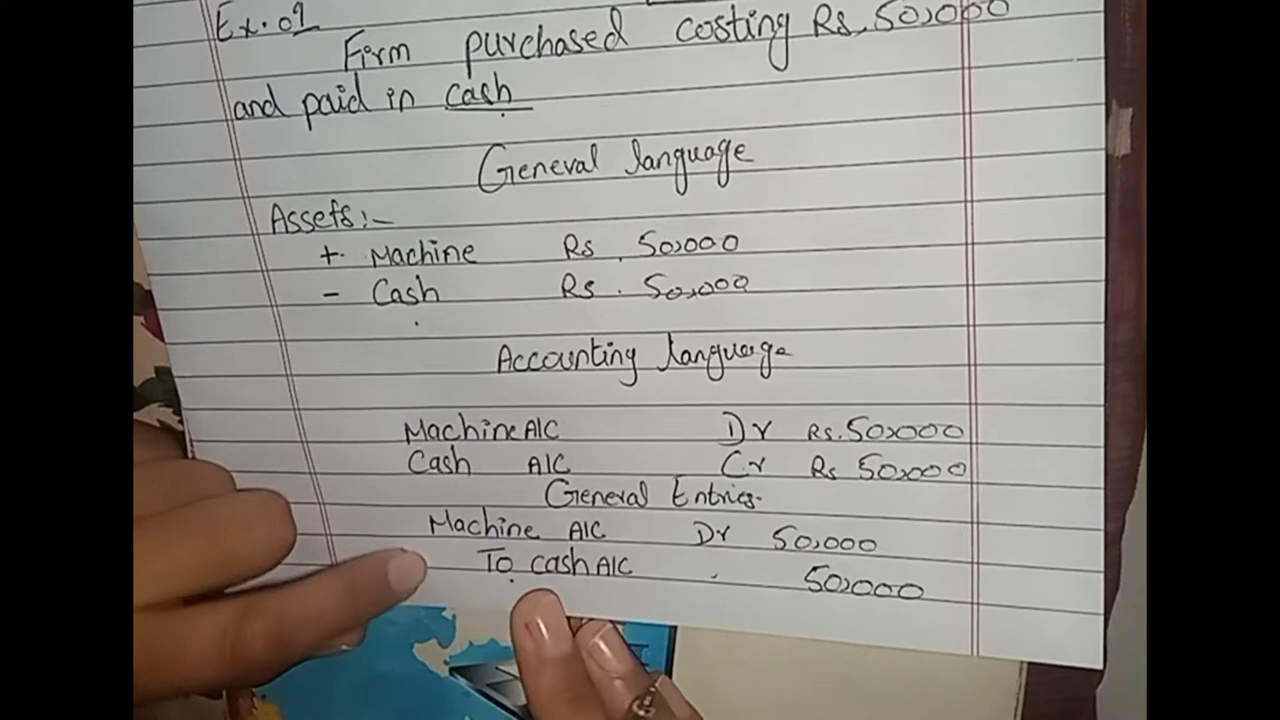 Ex. 01
Firm purchased costing Rs. 50,000
and paid in cash
General language
Assets :-
+ Machine Rs. 50,000
- Cash Rs. 50,000
Accounting language
Machine A/C Dr Rs. 50,000
Cash A/C Cr Rs 50,000
General Entries.
Machine A/C Dr 50,000
To cash A/C 50,000